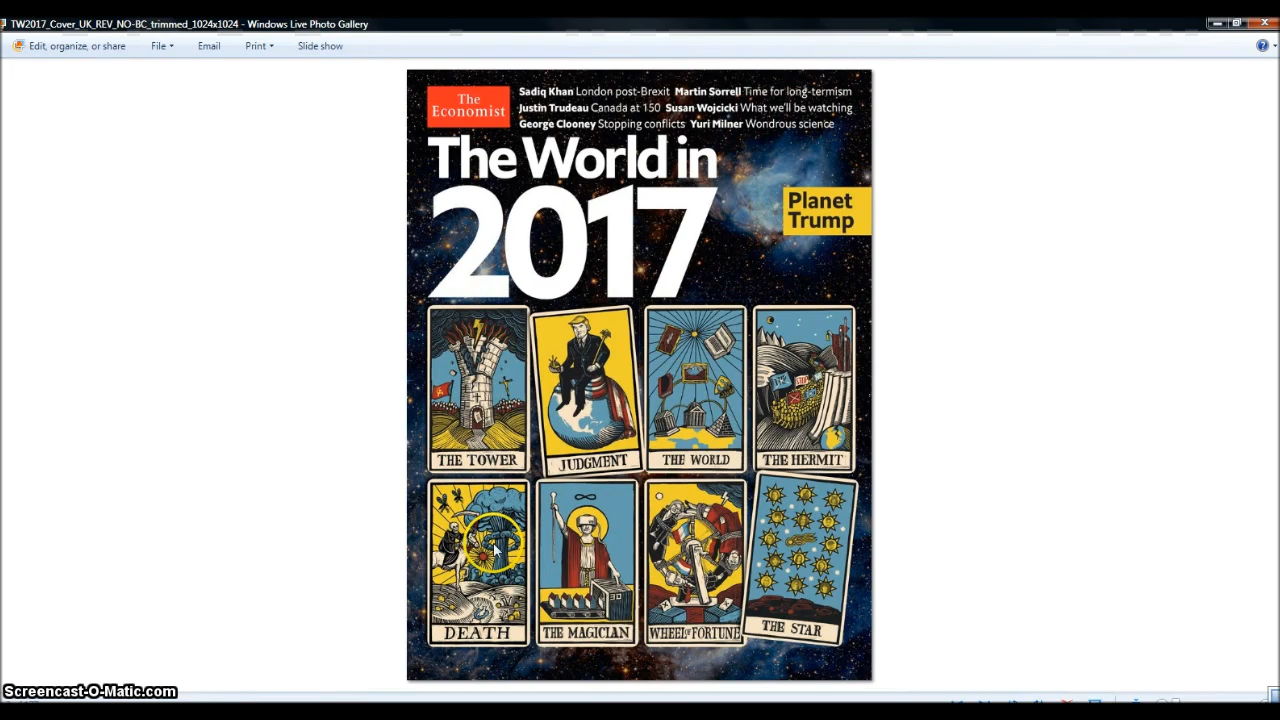 TW2017_Cover_UK_REV_NO-BC_trimmed_1024x1024 - Windows Live Photo Gallery
Edit, organize, or share File Email Print Slide show
The Economist
Sadiq Khan London post-Brexit Martin Sorrell Time for long-termism
Justin Trudeau Canada at 150 Susan Wojcicki What we'll be watching
George Clooney Stopping conflicts Yuri Milner Wondrous science
The World in
2017
Planet
Trump
THE TOWER
JUDGMENT
THE WORLD
THE HERMIT
DEATH
THE MAGICIAN
WHEEL OF FORTUNE
THE STAR
Screencast-O-Matic.com